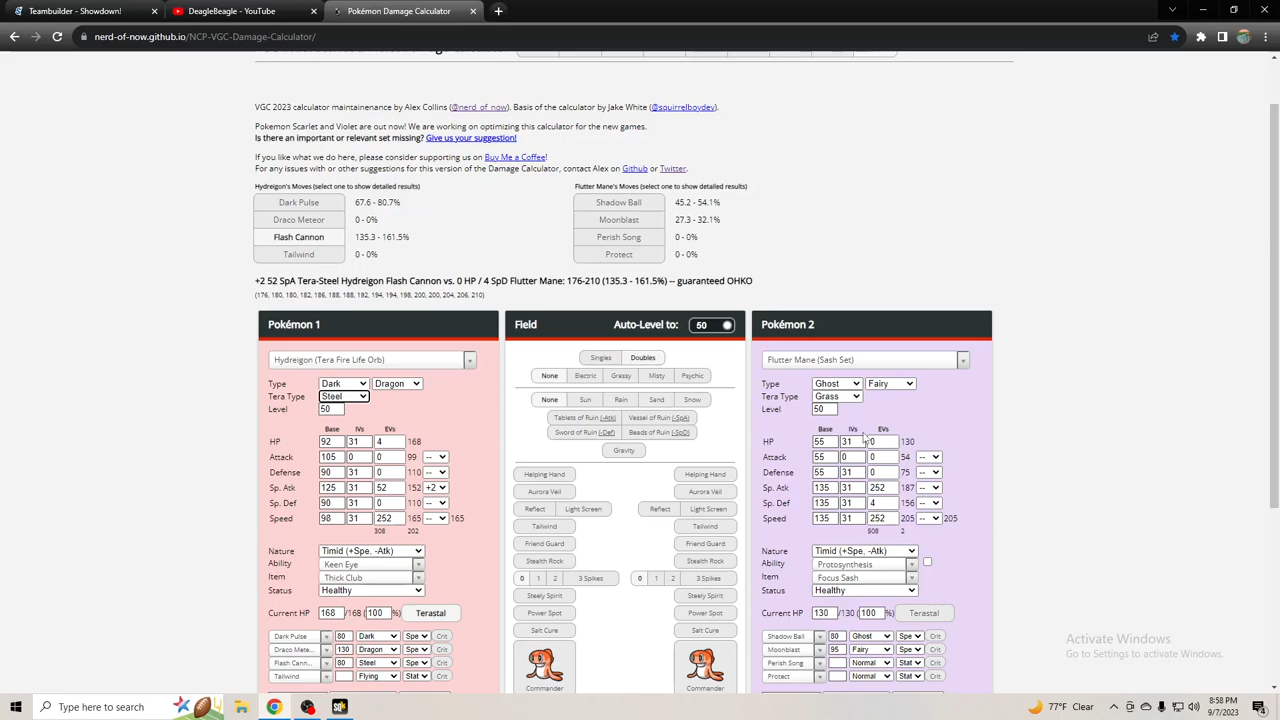 Teambuilder - Showdown!
DeagleBeagle - YouTube
Pokémon Damage Calculator
nerd-of-now.github.io/NCP-VGC-Damage-Calculator/
VGC 2023 calculator maintainenance by Alex Collins (@nerd_of_now). Basis of the calculator by Jake White (@squirrelboydev).
Pokemon Scarlet and Violet are out now! We are working on optimizing this calculator for the new games.
Is there an important or relevant set missing? Give us your suggestion!
If you like what we do here, please consider supporting us on Buy Me a Coffee!
For any issues with or other suggestions for this version of the Damage Calculator, contact Alex on Github or Twitter.
Hydreigon's Moves (select one to show detailed results)
Dark Pulse 67.6 - 80.7%
Draco Meteor 0 - 0%
Flash Cannon 135.3 - 161.5%
Tailwind 0 - 0%
Flutter Mane's Moves (select one to show detailed results)
Shadow Ball 45.2 - 54.1%
Moonblast 27.3 - 32.1%
Perish Song 0 - 0%
Protect 0 - 0%
+2 52 SpA Tera-Steel Hydreigon Flash Cannon vs. 0 HP / 4 SpD Flutter Mane: 176-210 (135.3 - 161.5%) -- guaranteed OHKO
(176, 180, 180, 182, 186, 188, 188, 192, 194, 194, 198, 200, 200, 204, 206, 210)
Pokémon 1
Hydreigon (Tera Fire Life Orb)
Type Dark Dragon
Tera Type Steel
Level 50
Base IVs EVs
HP 92 31 4 168
Attack 105 0 0 99 --
Defense 90 31 0 110 --
Sp. Atk 125 31 52 152 +2
Sp. Def 90 31 0 110 --
Speed 98 31 252 165 -- 165
308 202
Nature Timid (+Spe, -Atk)
Ability Keen Eye
Item Thick Club
Status Healthy
Current HP 168 /168 (100 %) Terastal
Dark Pulse 80 Dark Spe Crit
Draco Mete... 130 Dragon Spe Crit
Flash Cann... 80 Steel Spe Crit
Tailwind Flying Stat Crit
Field Auto-Level to: 50
Singles Doubles
None Electric Grassy Misty Psychic
None Sun Rain Sand Snow
Tablets of Ruin (-Atk) Vessel of Ruin (-SpA)
Sword of Ruin (-Def) Beads of Ruin (-SpD)
Gravity
Helping Hand Helping Hand
Aurora Veil Aurora Veil
Reflect Light Screen Reflect Light Screen
Tailwind Tailwind
Friend Guard Friend Guard
Stealth Rock Stealth Rock
0 1 2 3 Spikes 0 1 2 3 Spikes
Steely Spirit Steely Spirit
Power Spot Power Spot
Salt Cure Salt Cure
Commander Commander
Pokémon 2
Flutter Mane (Sash Set)
Type Ghost Fairy
Tera Type Grass
Level 50
Base IVs EVs
HP 55 31 0 130
Attack 55 0 0 54 --
Defense 55 31 0 75 --
Sp. Atk 135 31 252 187 --
Sp. Def 135 31 4 156 --
Speed 135 31 252 205 -- 205
508 2
Nature Timid (+Spe, -Atk)
Ability Protosynthesis
Item Focus Sash
Status Healthy
Current HP 130 /130 (100 %) Terastal
Shadow Ball 80 Ghost Spe Crit
Moonblast 95 Fairy Spe Crit
Perish Song Normal Stat Crit
Protect Normal Stat Crit
Activate Windows
Go to Settings to activate Windows.
Type here to search
77°F Clear
8:58 PM
9/7/2023
4